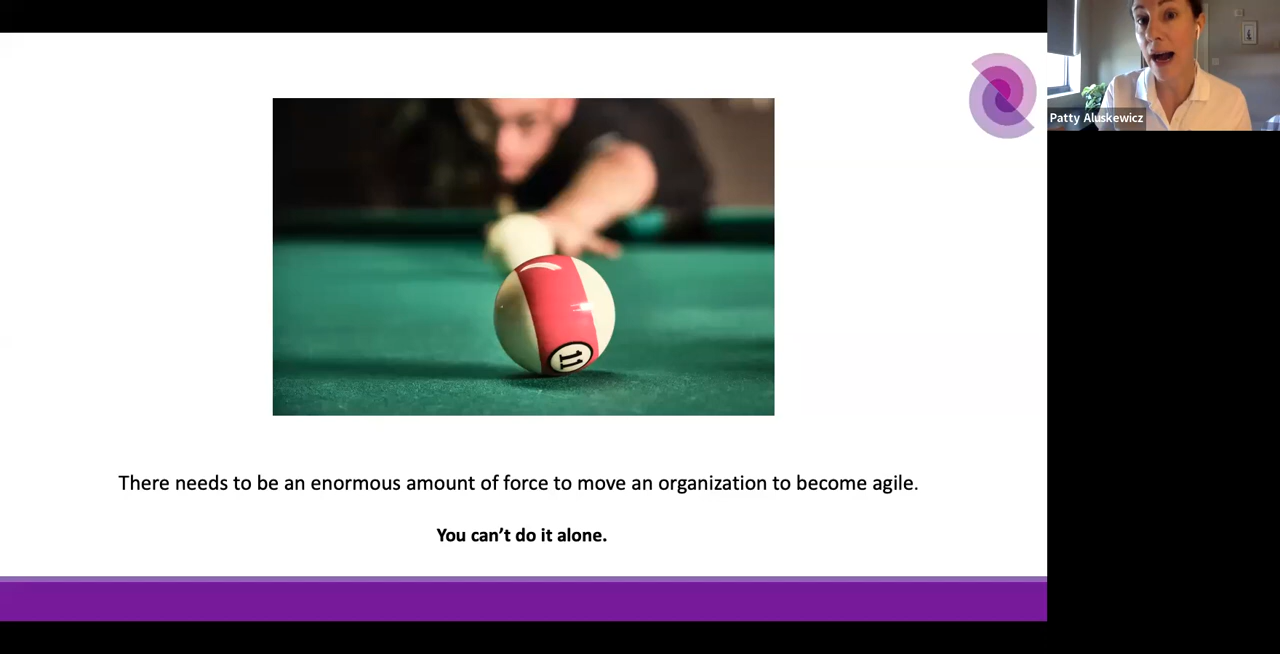 Patty Aluskewicz
11
There needs to be an enormous amount of force to move an organization to become agile.
You can’t do it alone.